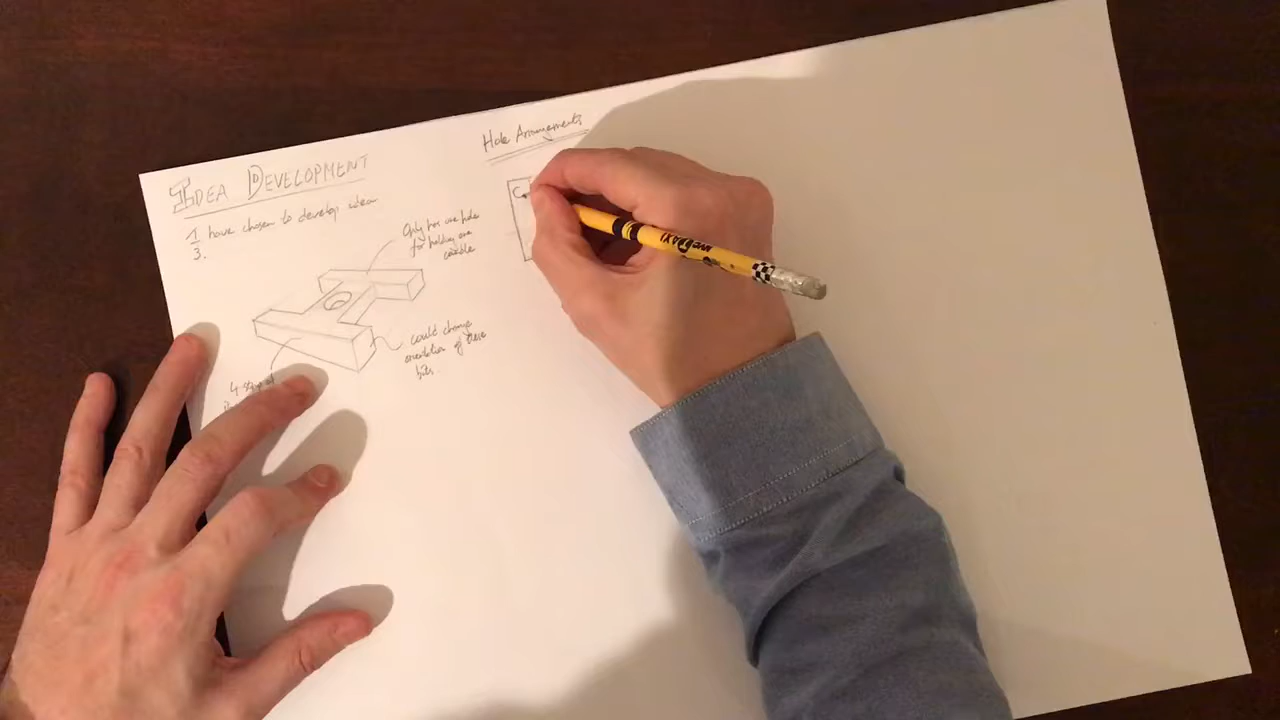 IDEA DEVELOPMENT
I have chosen to develop idea
3.
Only has one hole
for holding one
candle
could change
orientation of these
bits.
Hole Arrangements